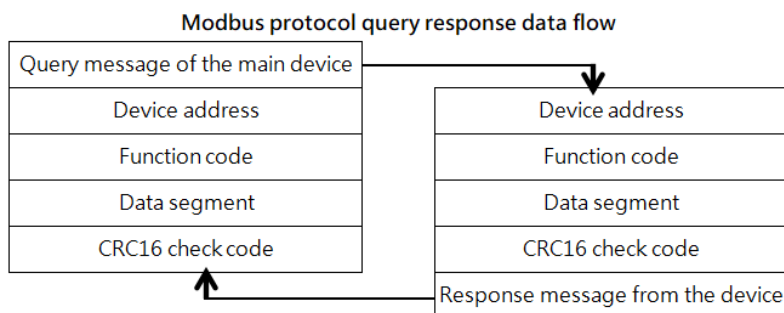 Modbus protocol query response data flow
Query message of the main device
Device address
Function code
Data segment
CRC16 check code
Device address
Function code
Data segment
CRC16 check code
Response message from the device